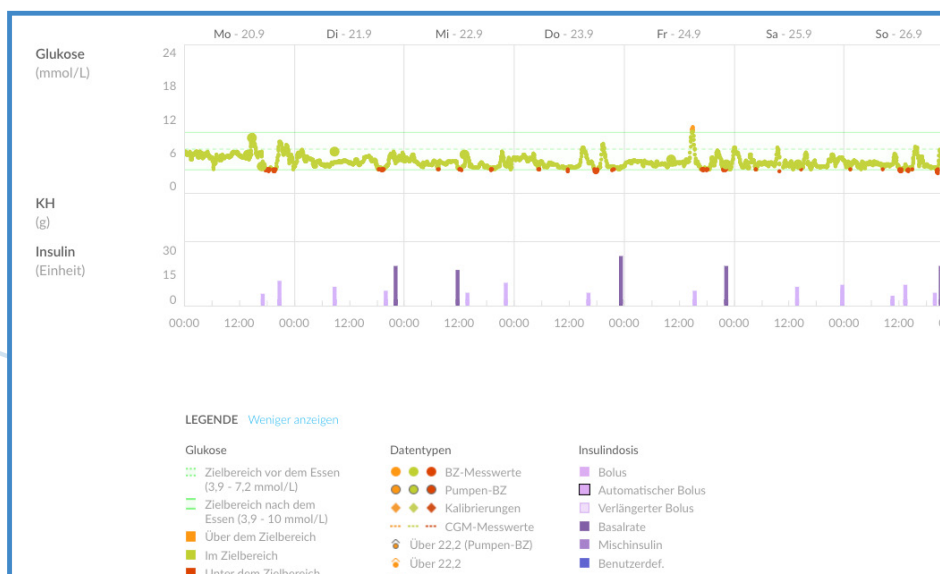 Mo - 20.9 Di - 21.9 Mi - 22.9 Do - 23.9 Fr - 24.9 Sa - 25.9 So - 26.9
Glukose
(mmol/L)
24
18
12
6
0
KH
(g)
Insulin
(Einheit)
30
15
0
00:00 12:00 00:00 12:00 00:00 12:00 00:00 12:00 00:00 12:00 00:00 12:00 00:00 12:00
LEGENDE Weniger anzeigen
Glukose
Zielbereich vor dem Essen
(3,9 - 7,2 mmol/L)
Zielbereich nach dem
Essen (3,9 - 10 mmol/L)
Über dem Zielbereich
Im Zielbereich
Unter dem Zielbereich
Datentypen
BZ-Messwerte
Pumpen-BZ
Kalibrierungen
CGM-Messwerte
Über 22,2 (Pumpen-BZ)
Über 22,2
Insulindosis
Bolus
Automatischer Bolus
Verlängerter Bolus
Basalrate
Mischinsulin
Benutzerdef.